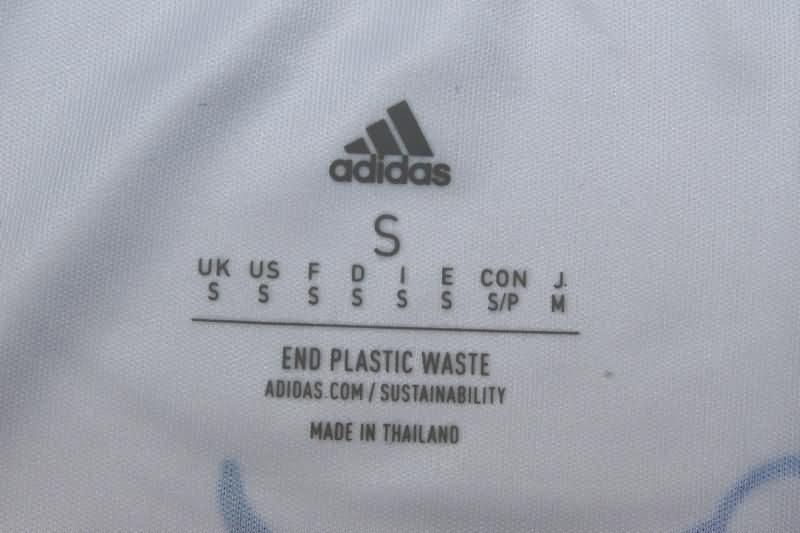 adidas
S
UK US F D I E CON J.
S S S S S S S/P M
END PLASTIC WASTE
ADIDAS.COM / SUSTAINABILITY
MADE IN THAILAND